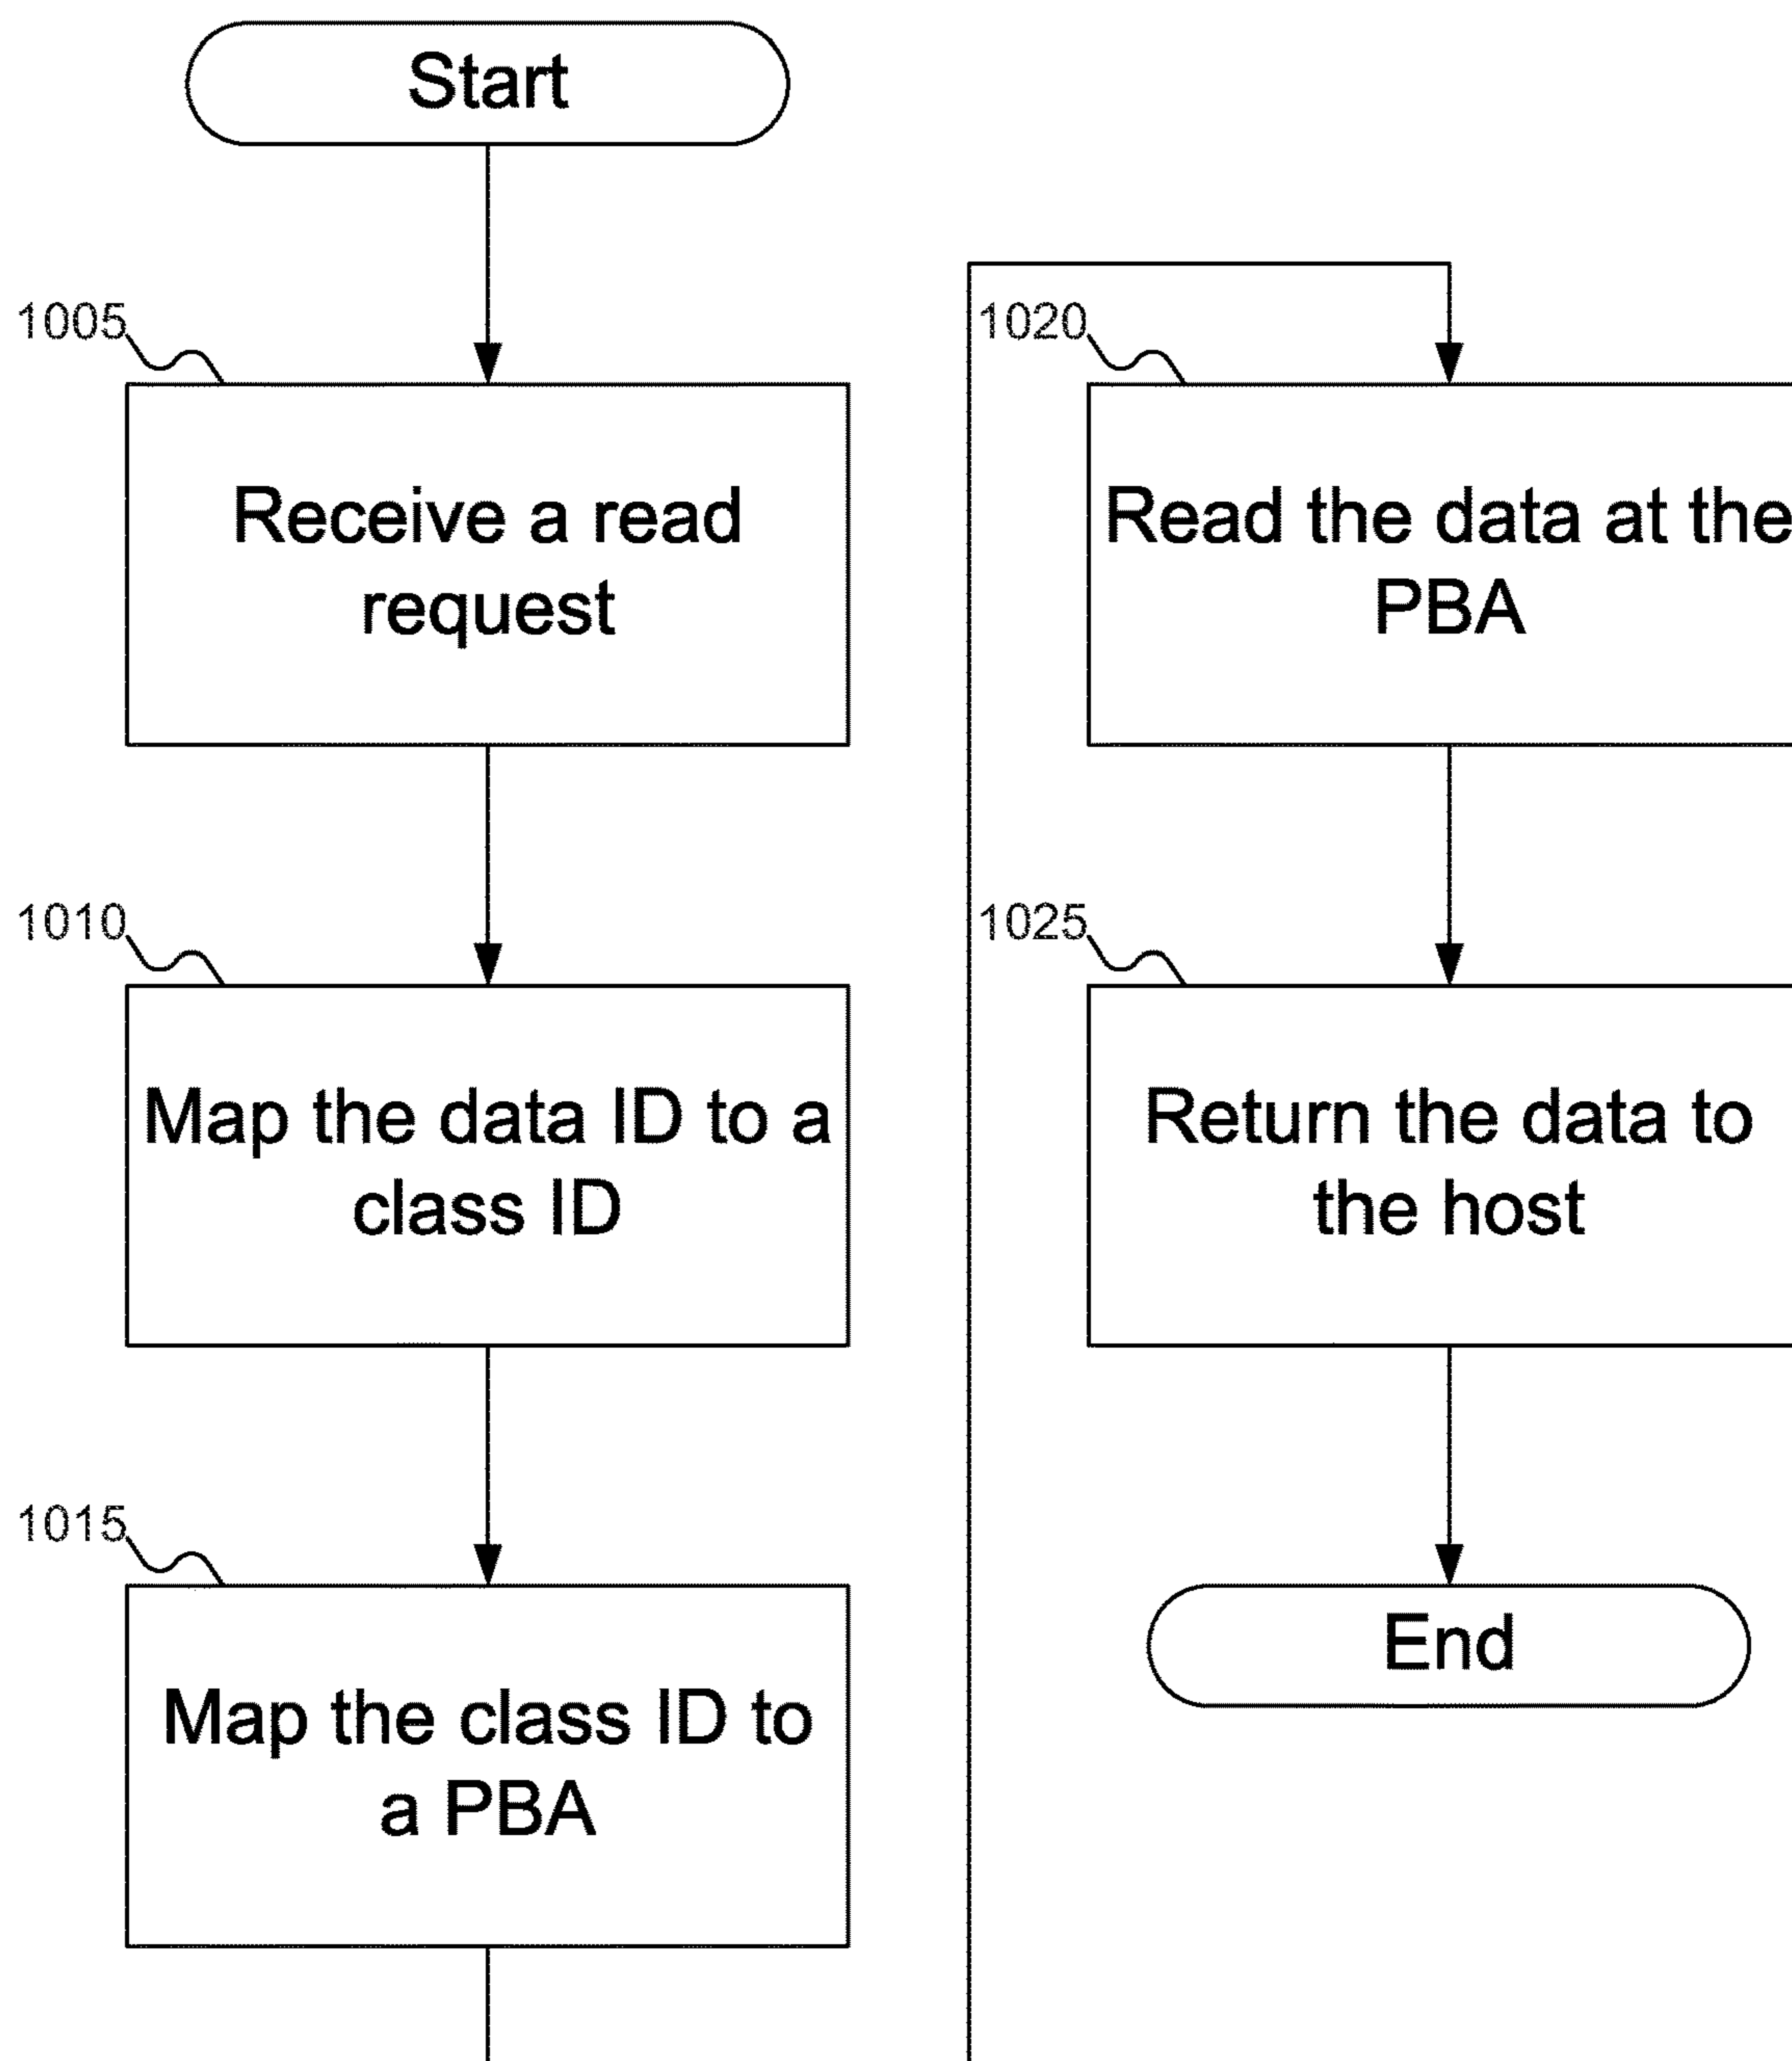 Start
1005
Receive a read
request
1010
Map the data ID to a
class ID
1015
Map the class ID to
a PBA
1020
Read the data at the
PBA
1025
Return the data to
the host
End